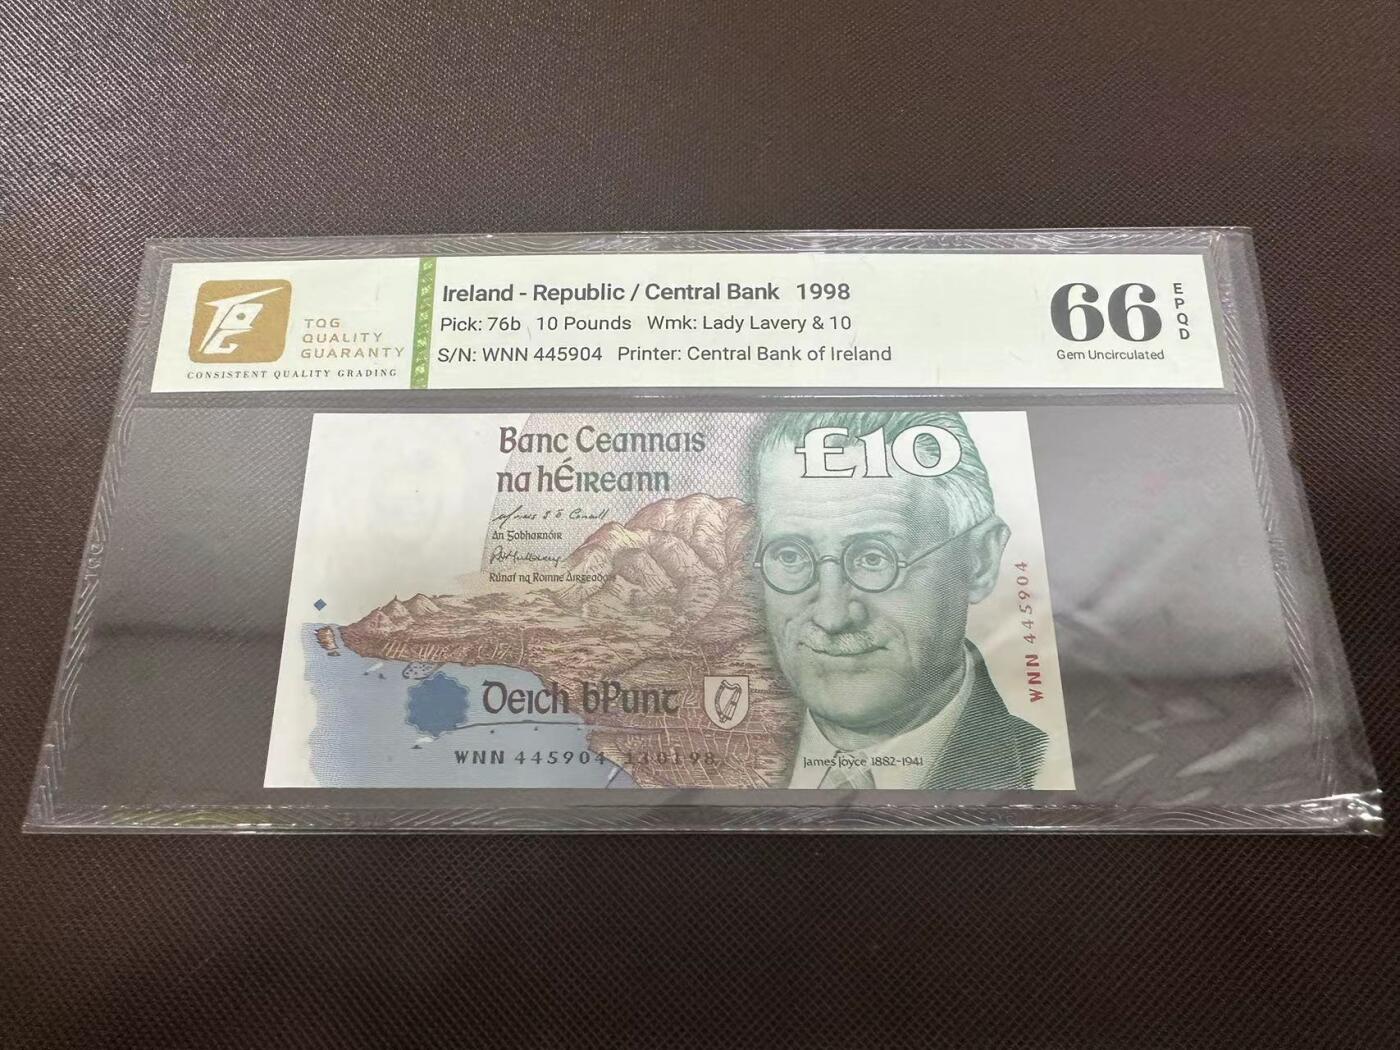 TQG
QUALITY
GUARANTY
CONSISTENT QUALITY GRADING
Ireland - Republic / Central Bank 1998
Pick: 76b 10 Pounds Wmk: Lady Lavery & 10
S/N: WNN 445904 Printer: Central Bank of Ireland
66
EPQD
Gem Uncirculated
Banc Ceannais
na hÉireann
£10
An Gobharnóir
Rúnaí na Roinne Airgeadais
Deich bPunt
WNN 445904 130198
James Joyce 1882-1941
WNN 445904